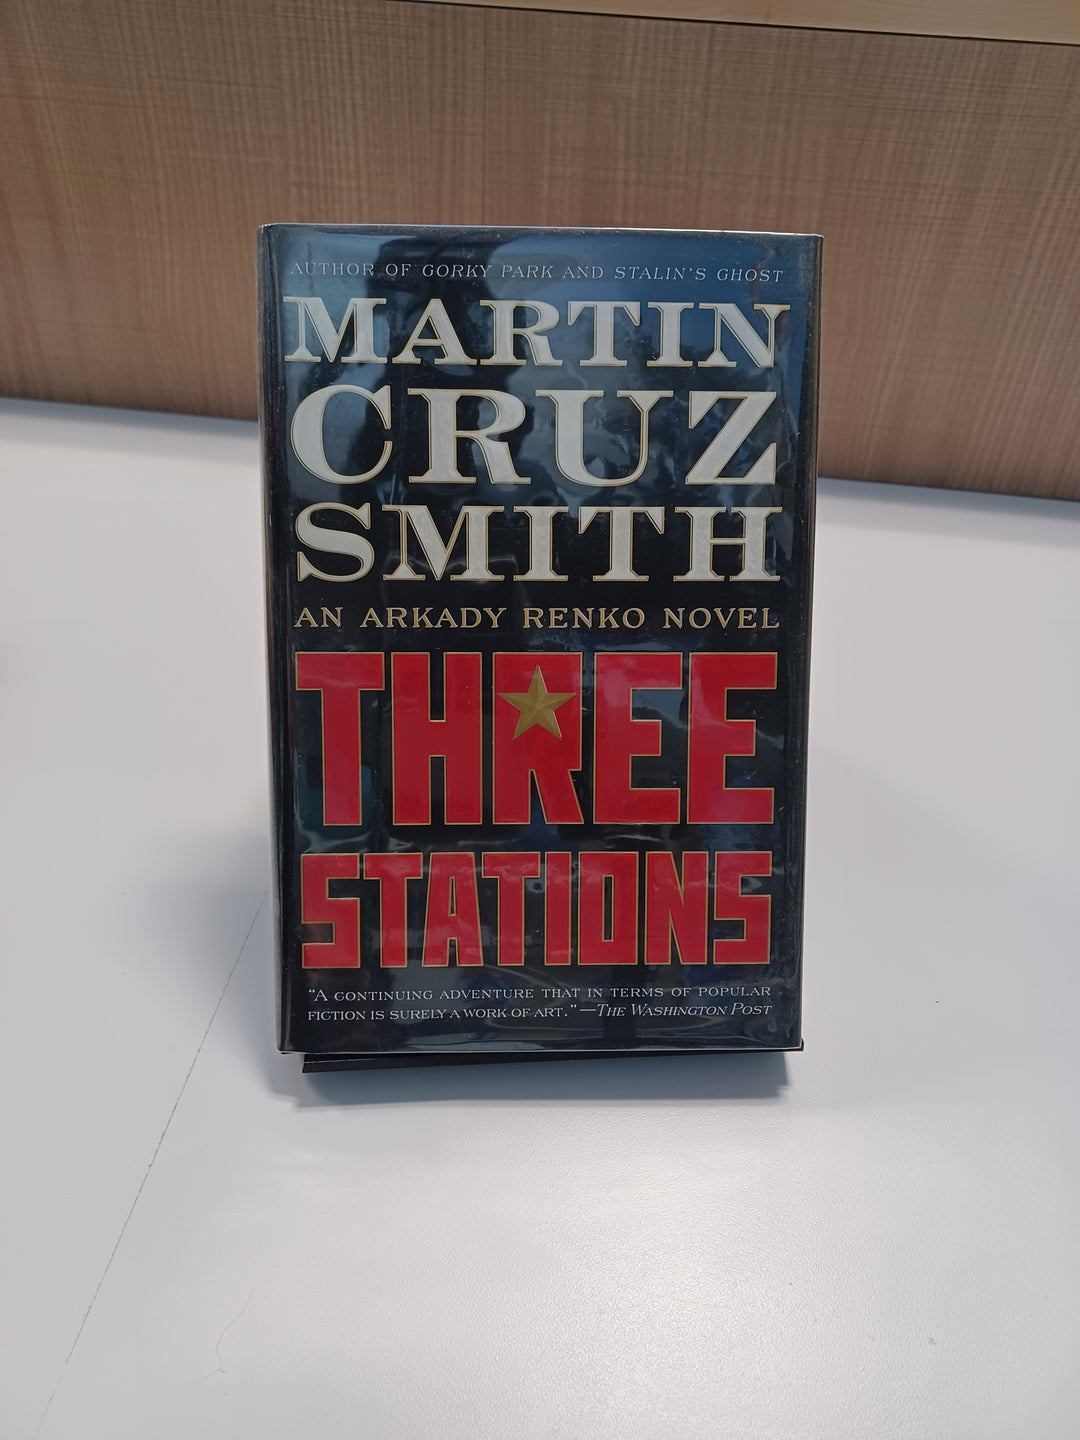 AUTHOR OF GORKY PARK AND STALIN'S GHOST
MARTIN
CRUZ
SMITH
AN ARKADY RENKO NOVEL
THREE
STATIONS
"A CONTINUING ADVENTURE THAT IN TERMS OF POPULAR
FICTION IS SURELY A WORK OF ART." —THE WASHINGTON POST